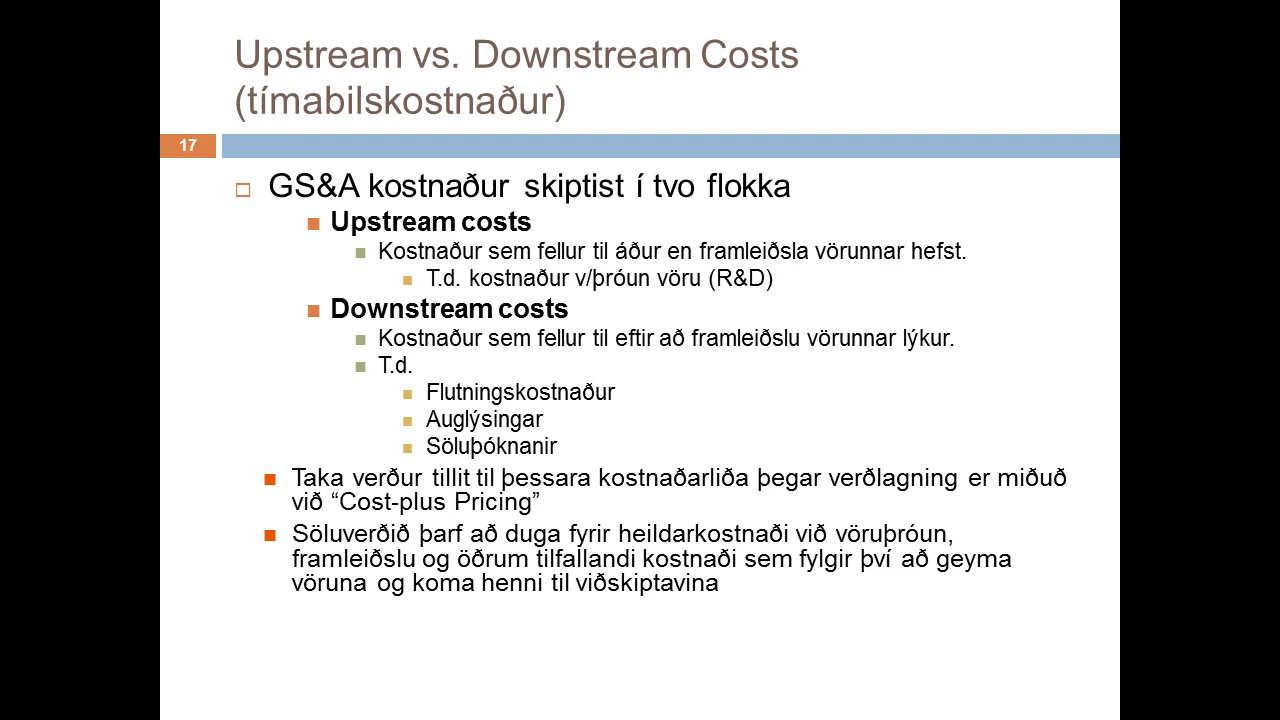 Upstream vs. Downstream Costs
(tímabilskostnaður)
17
GS&A kostnaður skiptist í tvo flokka
Upstream costs
Kostnaður sem fellur til áður en framleiðsla vörunnar hefst.
T.d. kostnaður v/þróun vöru (R&D)
Downstream costs
Kostnaður sem fellur til eftir að framleiðslu vörunnar lýkur.
T.d.
Flutningskostnaður
Auglýsingar
Söluþóknanir
Taka verður tillit til þessara kostnaðarliða þegar verðlagning er miðuð
við “Cost-plus Pricing”
Söluverðið þarf að duga fyrir heildarkostnaði við vöruþróun,
framleiðslu og öðrum tilfallandi kostnaði sem fylgir því að geyma
vöruna og koma henni til viðskiptavina